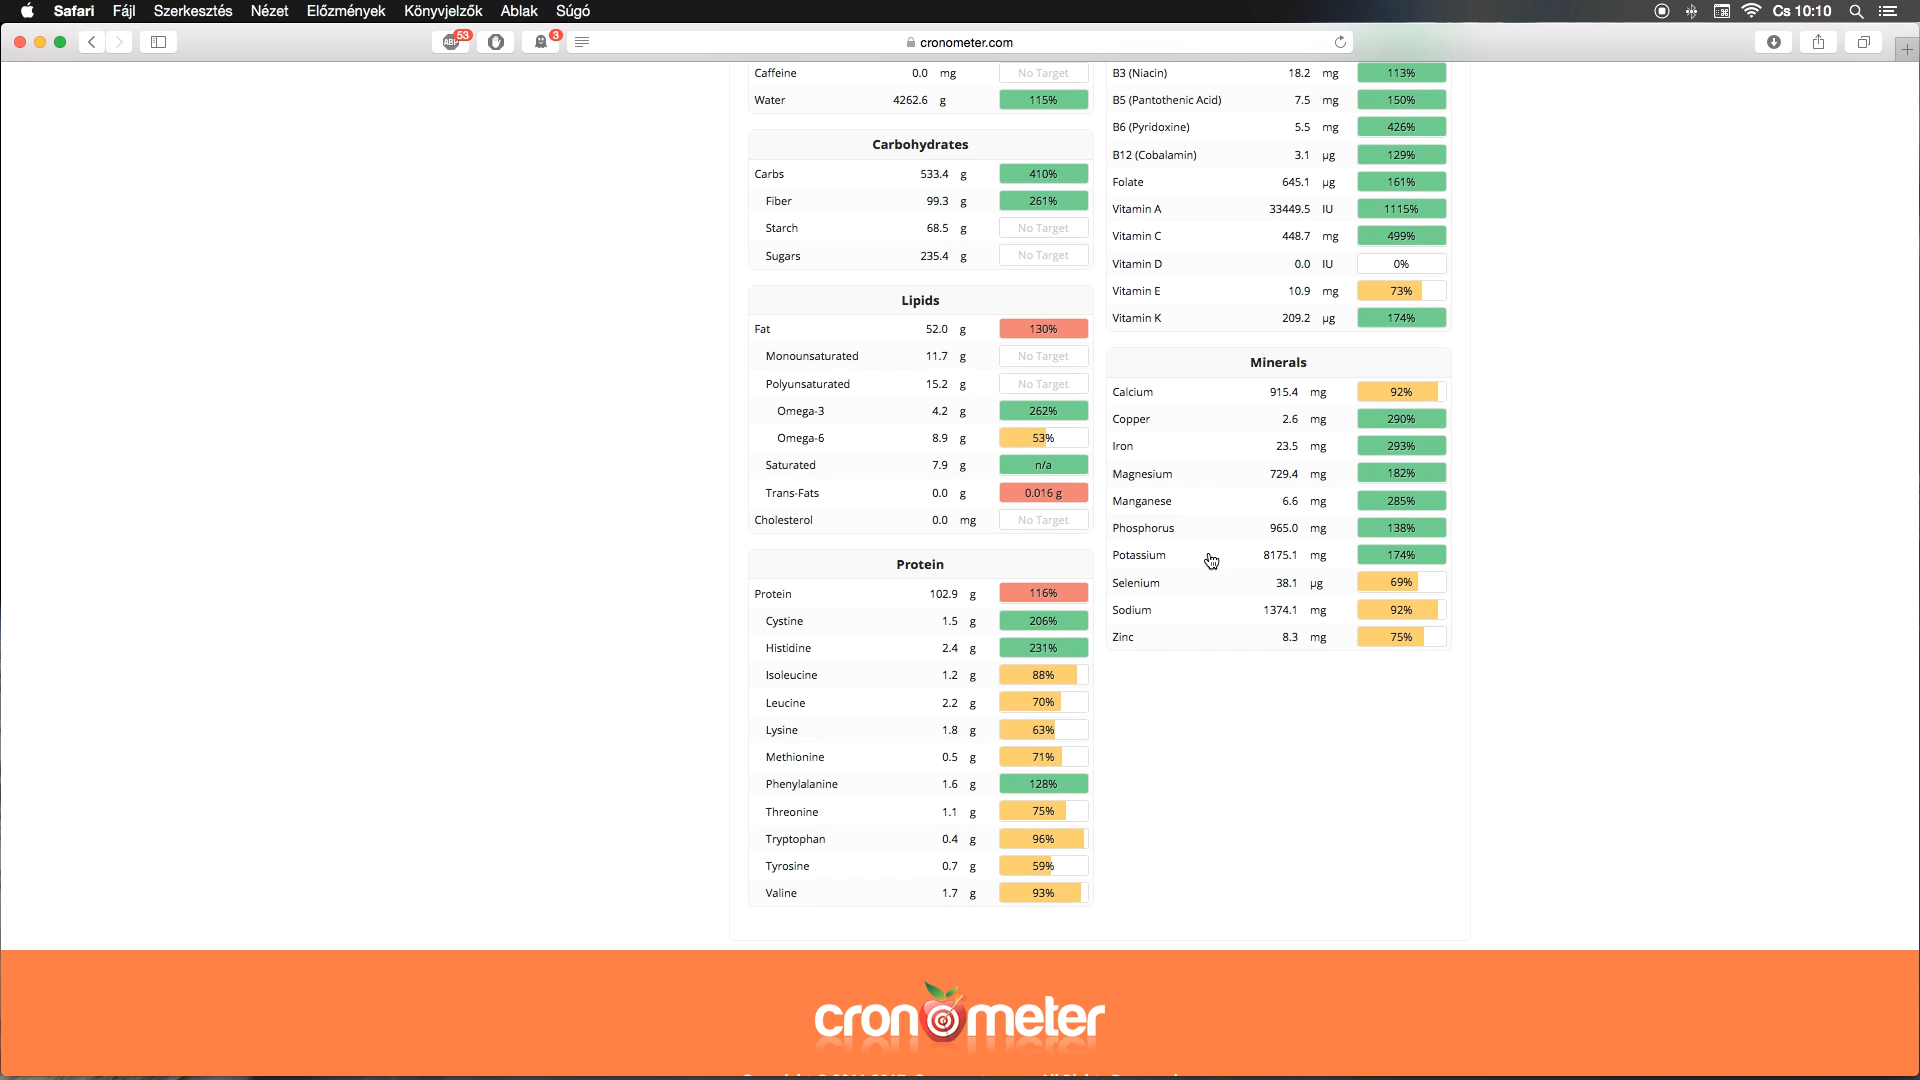 Safari Fájl Szerkesztés Nézet Előzmények Könyvjelzők Ablak Súgó Cs 10:10
ABP 53 3 cronometer.com
Caffeine 0.0 mg No Target
Water 4262.6 g 115%
Carbohydrates
Carbs 533.4 g 410%
Fiber 99.3 g 261%
Starch 68.5 g No Target
Sugars 235.4 g No Target
Lipids
Fat 52.0 g 130%
Monounsaturated 11.7 g No Target
Polyunsaturated 15.2 g No Target
Omega-3 4.2 g 262%
Omega-6 8.9 g 53%
Saturated 7.9 g n/a
Trans-Fats 0.0 g 0.016 g
Cholesterol 0.0 mg No Target
Protein
Protein 102.9 g 116%
Cystine 1.5 g 206%
Histidine 2.4 g 231%
Isoleucine 1.2 g 88%
Leucine 2.2 g 70%
Lysine 1.8 g 63%
Methionine 0.5 g 71%
Phenylalanine 1.6 g 128%
Threonine 1.1 g 75%
Tryptophan 0.4 g 96%
Tyrosine 0.7 g 59%
Valine 1.7 g 93%
B3 (Niacin) 18.2 mg 113%
B5 (Pantothenic Acid) 7.5 mg 150%
B6 (Pyridoxine) 5.5 mg 426%
B12 (Cobalamin) 3.1 µg 129%
Folate 645.1 µg 161%
Vitamin A 33449.5 IU 1115%
Vitamin C 448.7 mg 499%
Vitamin D 0.0 IU 0%
Vitamin E 10.9 mg 73%
Vitamin K 209.2 µg 174%
Minerals
Calcium 915.4 mg 92%
Copper 2.6 mg 290%
Iron 23.5 mg 293%
Magnesium 729.4 mg 182%
Manganese 6.6 mg 285%
Phosphorus 965.0 mg 138%
Potassium 8175.1 mg 174%
Selenium 38.1 µg 69%
Sodium 1374.1 mg 92%
Zinc 8.3 mg 75%
cronometer